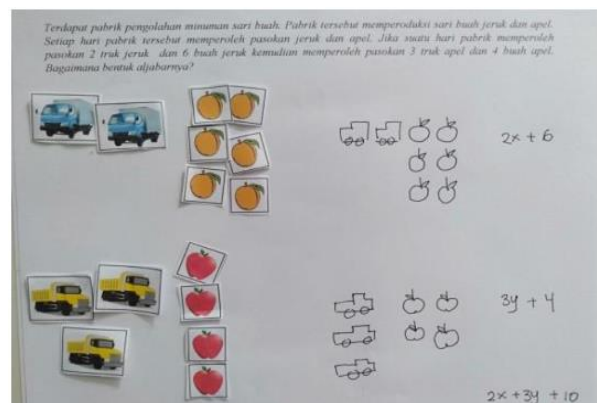 Terdapat pabrik pengolahan minuman sari buah. Pabrik tersebut memperoduksi sari buah jeruk dan apel.
Setiap hari pabrik tersebut memperoleh pasokan jeruk dan apel. Jika suatu hari pabrik memperoleh
pasokan 2 truk jeruk dan 6 buah jeruk kemudian memperoleh pasokan 3 truk apel dan 4 buah apel.
Bagaimana bentuk aljabarnya?
2x + 6
3y + 4
2x + 3y + 10